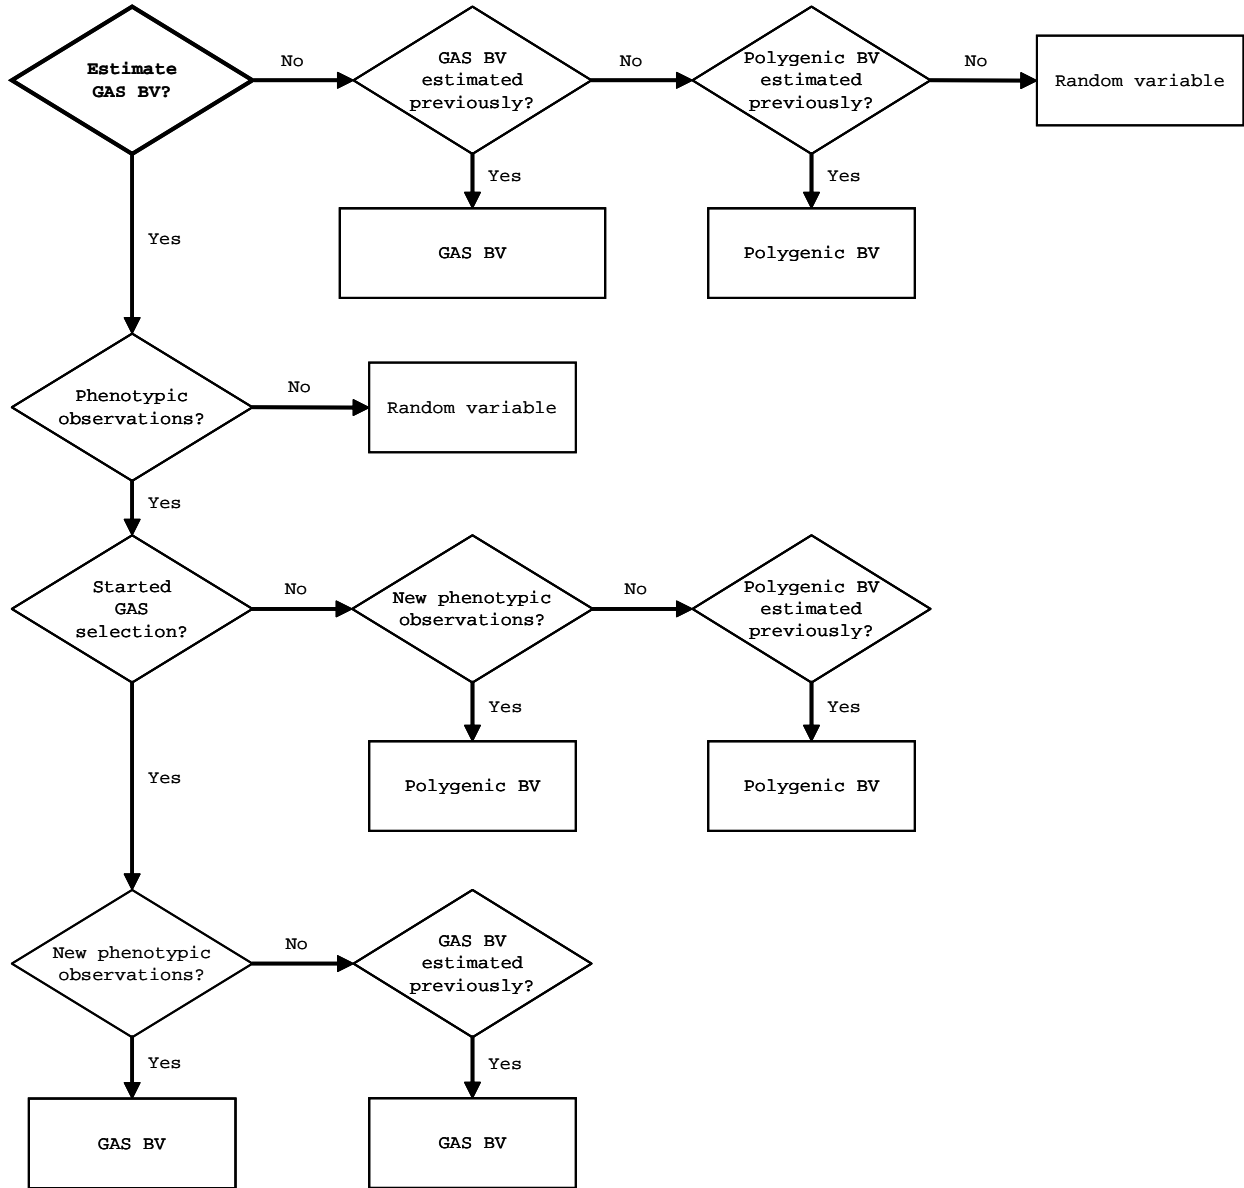 Estimate
GAS BV?
No
GAS BV
estimated
previously?
No
Polygenic BV
estimated
previously?
No
Random variable
Yes
Yes
GAS BV
Polygenic BV
Yes
Phenotypic
observations?
No
Random variable
Yes
Started
GAS
selection?
No
New phenotypic
observations?
No
Polygenic BV
estimated
previously?
Yes
Yes
Yes
Polygenic BV
Polygenic BV
New phenotypic
observations?
No
GAS BV
estimated
previously?
Yes
Yes
GAS BV
GAS BV